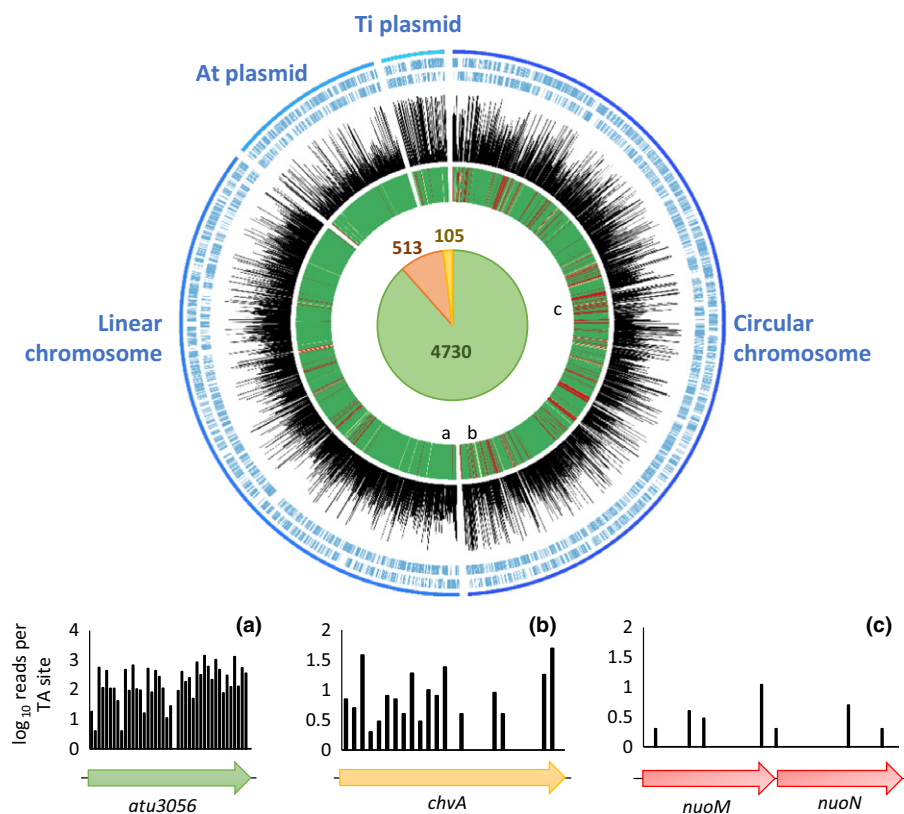 Ti plasmid
At plasmid
Linear
chromosome
Circular
chromosome
513
105
4730
a
b
c
(a)
log10 reads per
TA site
4
3
2
1
0
atu3056
(b)
2
1.5
1
0.5
0
chvA
(c)
2
1.5
1
0.5
0
nuoM
nuoN